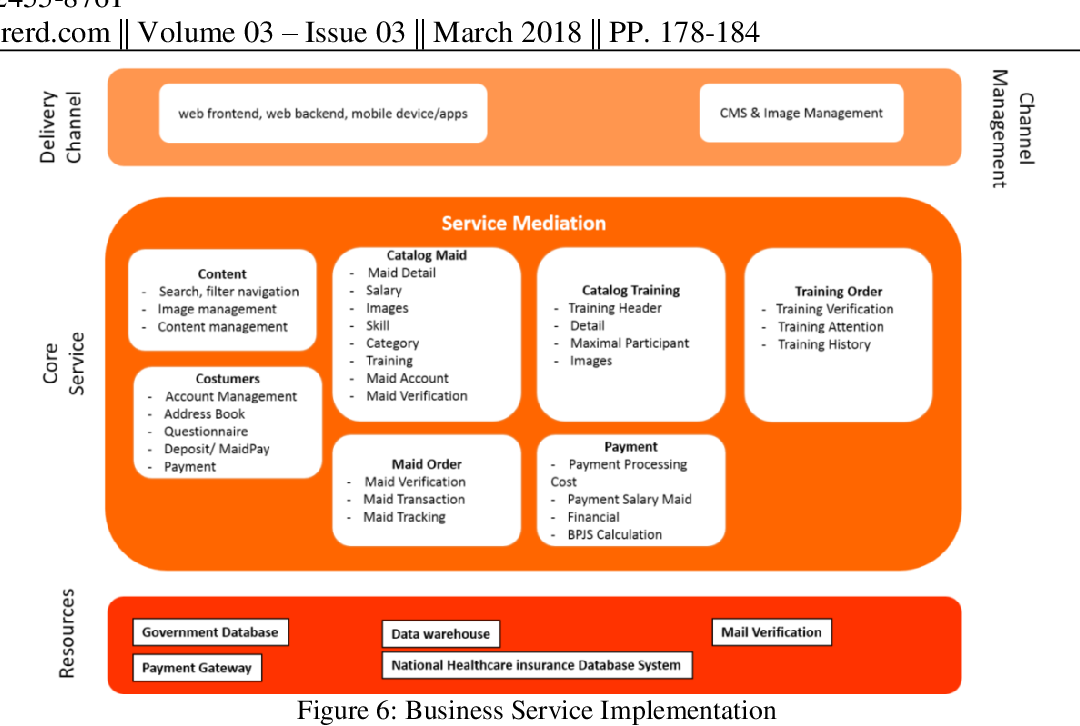 2455-8761
rerd.com || Volume 03 – Issue 03 || March 2018 || PP. 178-184
Delivery
Channel
web frontend, web backend, mobile device/apps
CMS & Image Management
Channel
Management
Core
Service
Service Mediation
Content
- Search, filter navigation
- Image management
- Content management
Costumers
- Account Management
- Address Book
- Questionnaire
- Deposit/ MaidPay
- Payment
Catalog Maid
- Maid Detail
- Salary
- Images
- Skill
- Category
- Training
- Maid Account
- Maid Verification
Maid Order
- Maid Verification
- Maid Transaction
- Maid Tracking
Catalog Training
- Training Header
- Detail
- Maximal Participant
- Images
Payment
- Payment Processing
Cost
- Payment Salary Maid
- Financial
- BPJS Calculation
Training Order
- Training Verification
- Training Attention
- Training History
Resources
Government Database
Payment Gateway
Data warehouse
National Healthcare insurance Database System
Mail Verification
Figure 6: Business Service Implementation